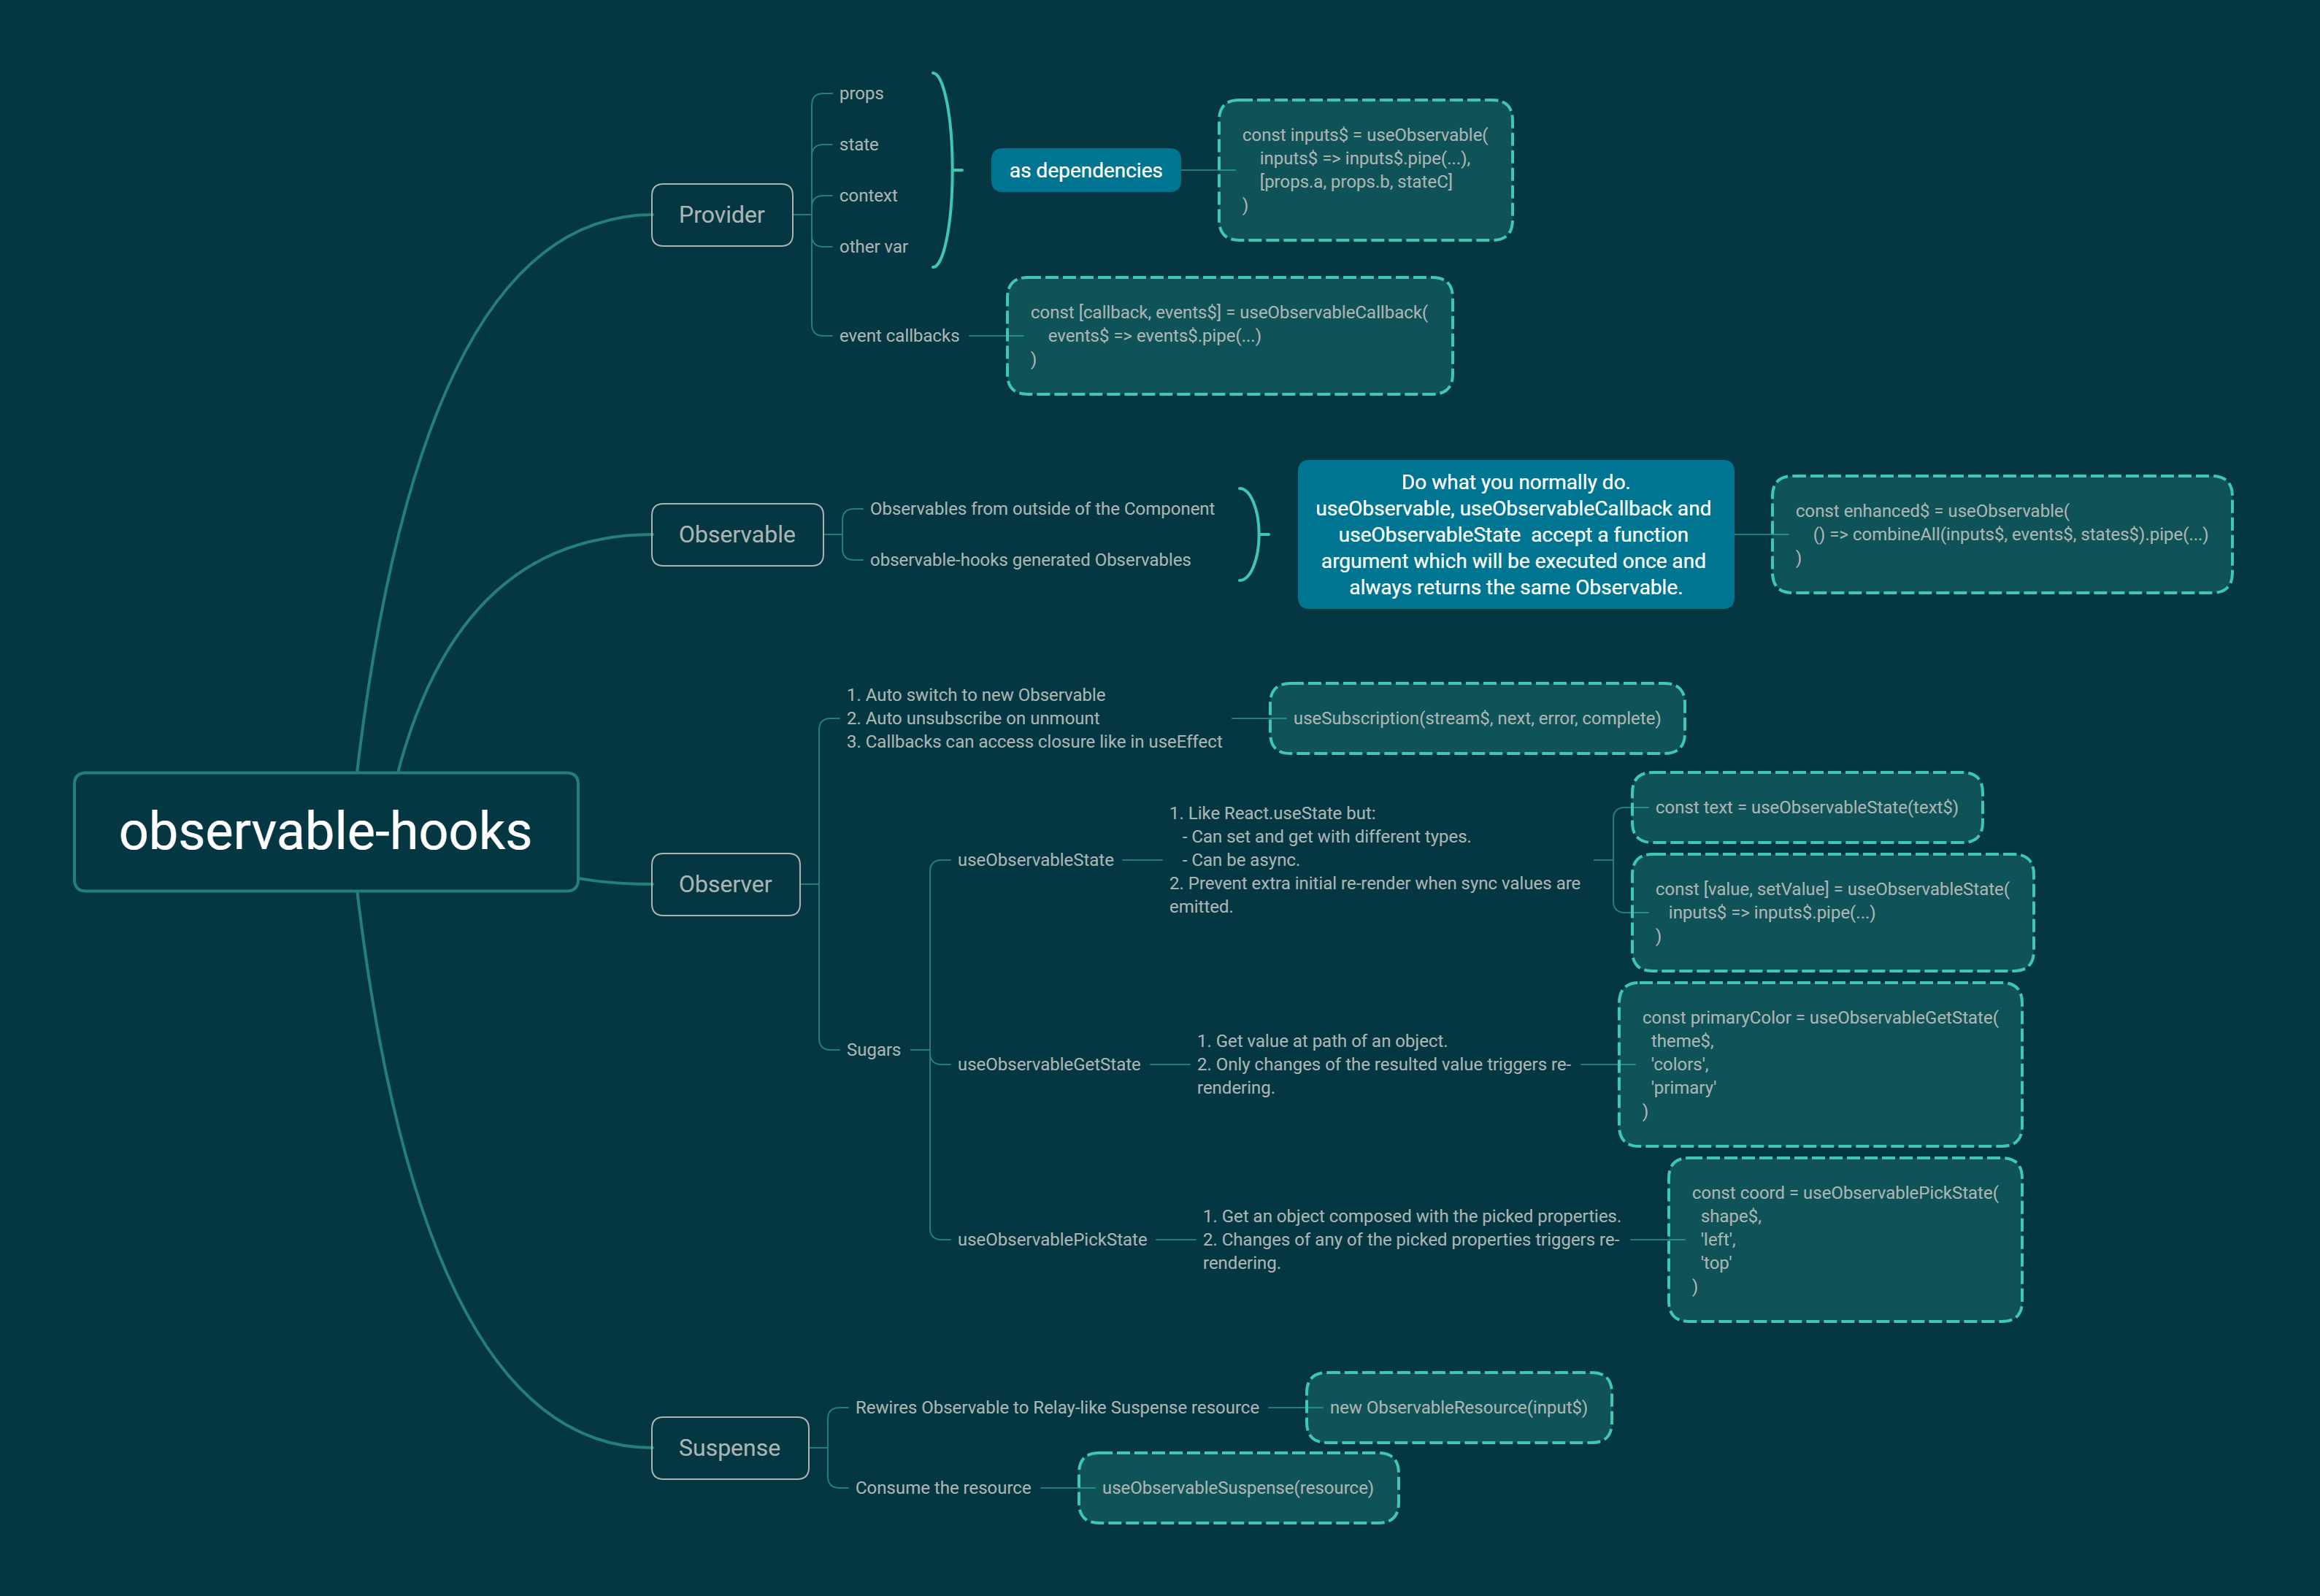 observable-hooks
Provider
props
state
context
other var
as dependencies
const inputs$ = useObservable(
inputs$ => inputs$.pipe(...),
[props.a, props.b, stateC]
)
event callbacks
const [callback, events$] = useObservableCallback(
events$ => events$.pipe(...)
)
Observable
Observables from outside of the Component
observable-hooks generated Observables
Do what you normally do.
useObservable, useObservableCallback and
useObservableState accept a function
argument which will be executed once and
always returns the same Observable.
const enhanced$ = useObservable(
() => combineAll(inputs$, events$, states$).pipe(...)
)
Observer
1. Auto switch to new Observable
2. Auto unsubscribe on unmount
3. Callbacks can access closure like in useEffect
useSubscription(stream$, next, error, complete)
Sugars
useObservableState
1. Like React.useState but:
- Can set and get with different types.
- Can be async.
2. Prevent extra initial re-render when sync values are
emitted.
const text = useObservableState(text$)
const [value, setValue] = useObservableState(
inputs$ => inputs$.pipe(...)
)
useObservableGetState
1. Get value at path of an object.
2. Only changes of the resulted value triggers re-
rendering.
const primaryColor = useObservableGetState(
theme$,
'colors',
'primary'
)
useObservablePickState
1. Get an object composed with the picked properties.
2. Changes of any of the picked properties triggers re-
rendering.
const coord = useObservablePickState(
shape$,
'left',
'top'
)
Suspense
Rewires Observable to Relay-like Suspense resource
new ObservableResource(input$)
Consume the resource
useObservableSuspense(resource)